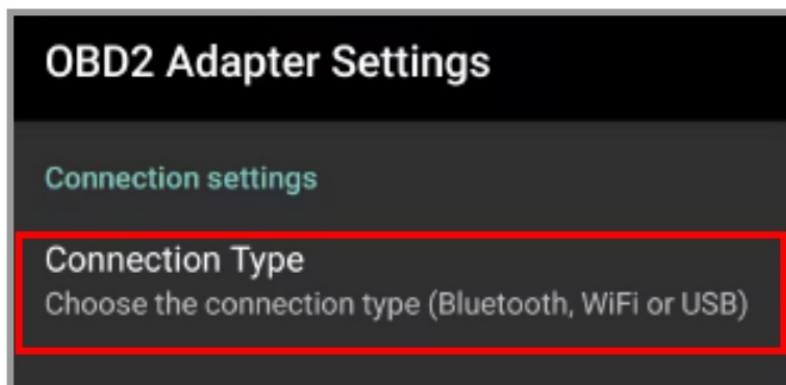 OBD2 Adapter Settings
Connection settings
Connection Type
Choose the connection type (Bluetooth, WiFi or USB)